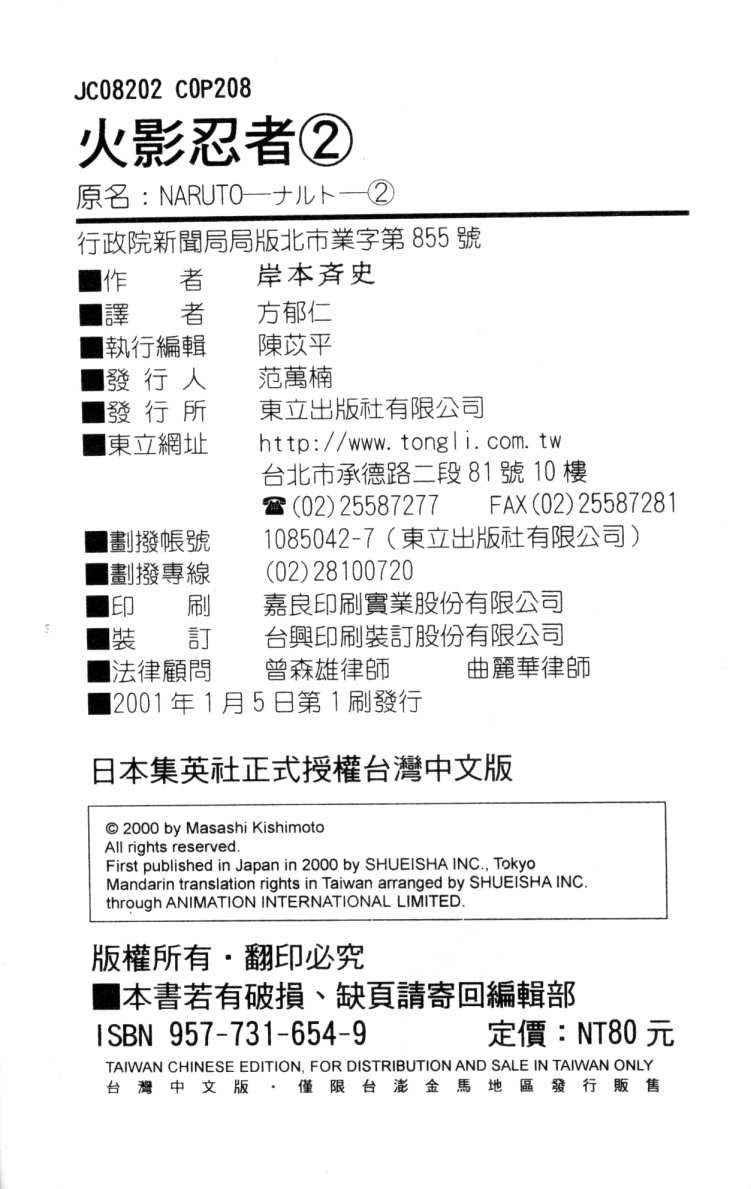 JC08202 COP208
火影忍者②
原名：NARUTO—ナルト—②
行政院新聞局局版北市業字第 855 號
■作　者　岸本斉史
■譯　者　方郁仁
■執行編輯　陳苡平
■發 行 人　范萬楠
■發 行 所　東立出版社有限公司
■東立網址　http://www.tongli.com.tw
台北市承德路二段 81 號 10 樓
☎(02)25587277　FAX(02)25587281
■劃撥帳號　1085042-7（東立出版社有限公司）
■劃撥專線　(02)28100720
■印　刷　嘉良印刷實業股份有限公司
■裝　訂　台興印刷裝訂股份有限公司
■法律顧問　曾森雄律師　曲麗華律師
■2001 年 1 月 5 日第 1 刷發行
日本集英社正式授權台灣中文版
© 2000 by Masashi Kishimoto
All rights reserved.
First published in Japan in 2000 by SHUEISHA INC., Tokyo
Mandarin translation rights in Taiwan arranged by SHUEISHA INC.
through ANIMATION INTERNATIONAL LIMITED.
版權所有・翻印必究
■本書若有破損、缺頁請寄回編輯部
ISBN 957-731-654-9　定價：NT80 元
TAIWAN CHINESE EDITION, FOR DISTRIBUTION AND SALE IN TAIWAN ONLY
台灣中文版・僅限台澎金馬地區發行販售